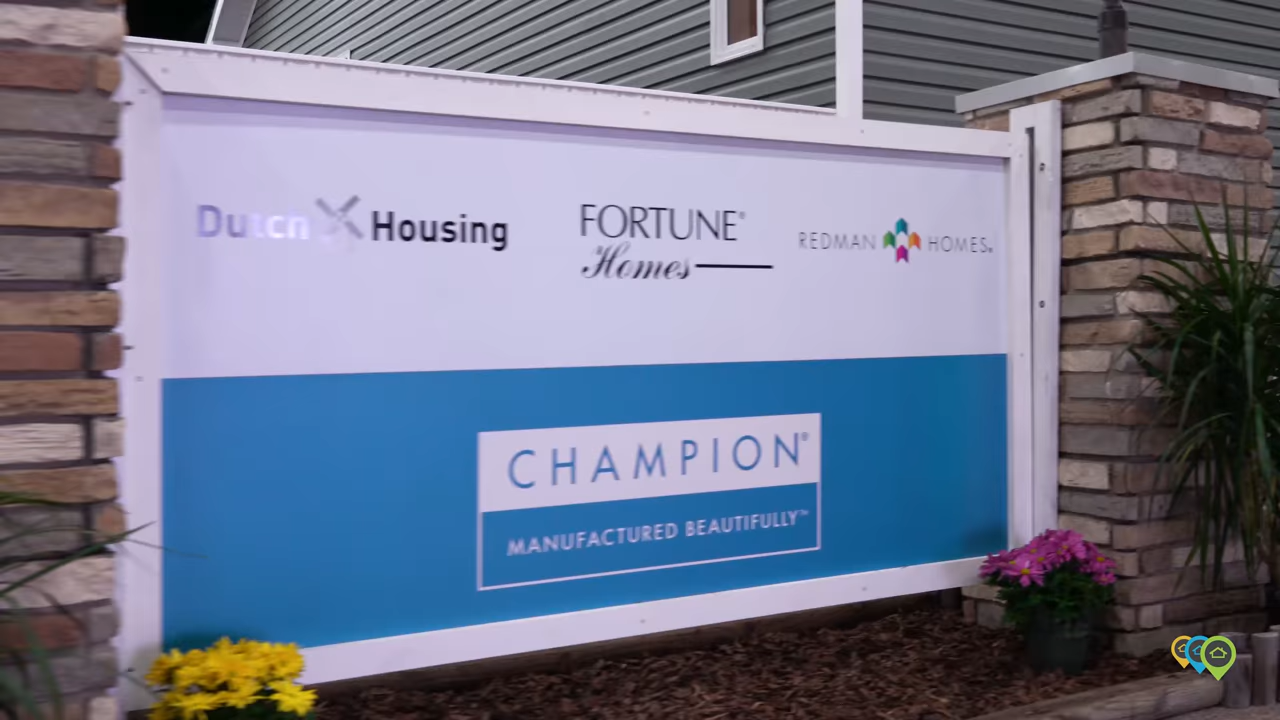 Dutch Housing
FORTUNE®
Homes
REDMAN HOMES®
CHAMPION®
MANUFACTURED BEAUTIFULLY™